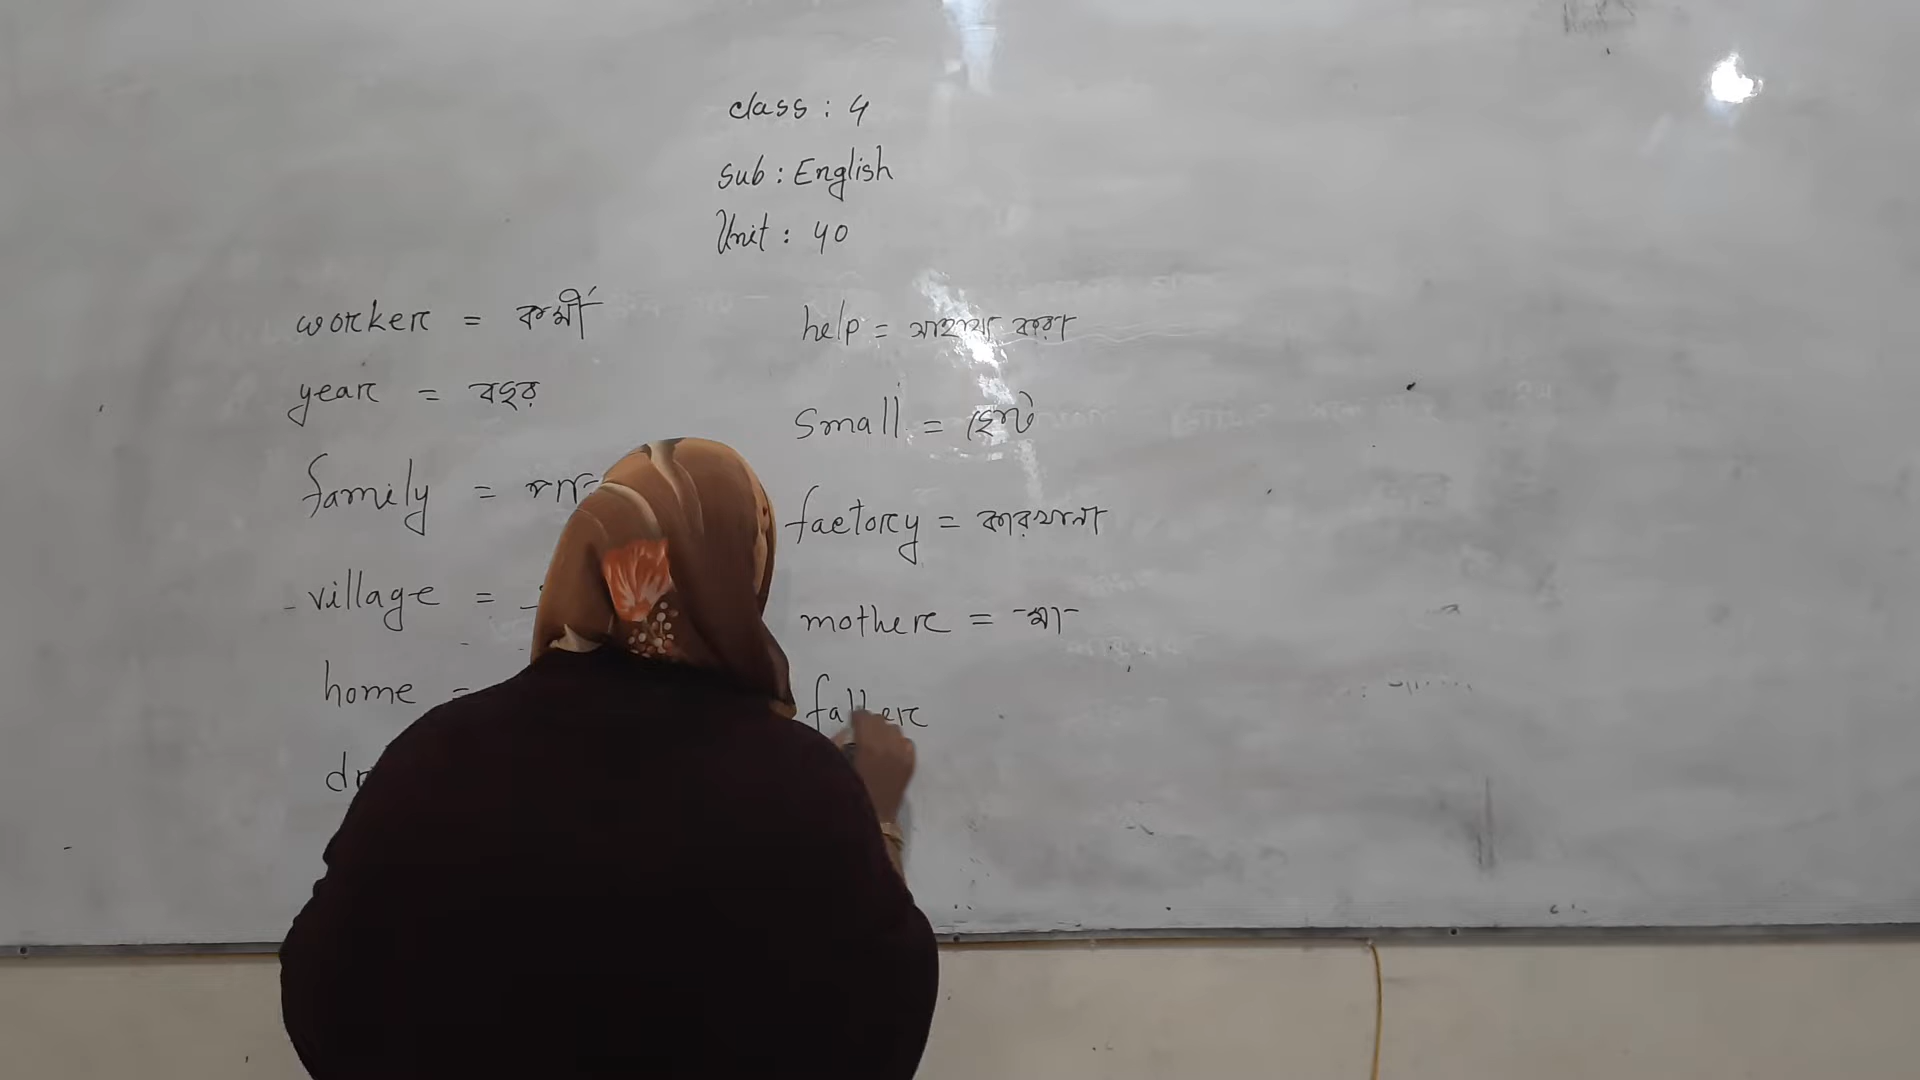 class : 4
sub : English
Unit : 40
worker = কর্মী
year = বছর
family =
village =
home =
help = সাহায্য করা
small = ছোট
factory = কারখানা
mother = মা
father